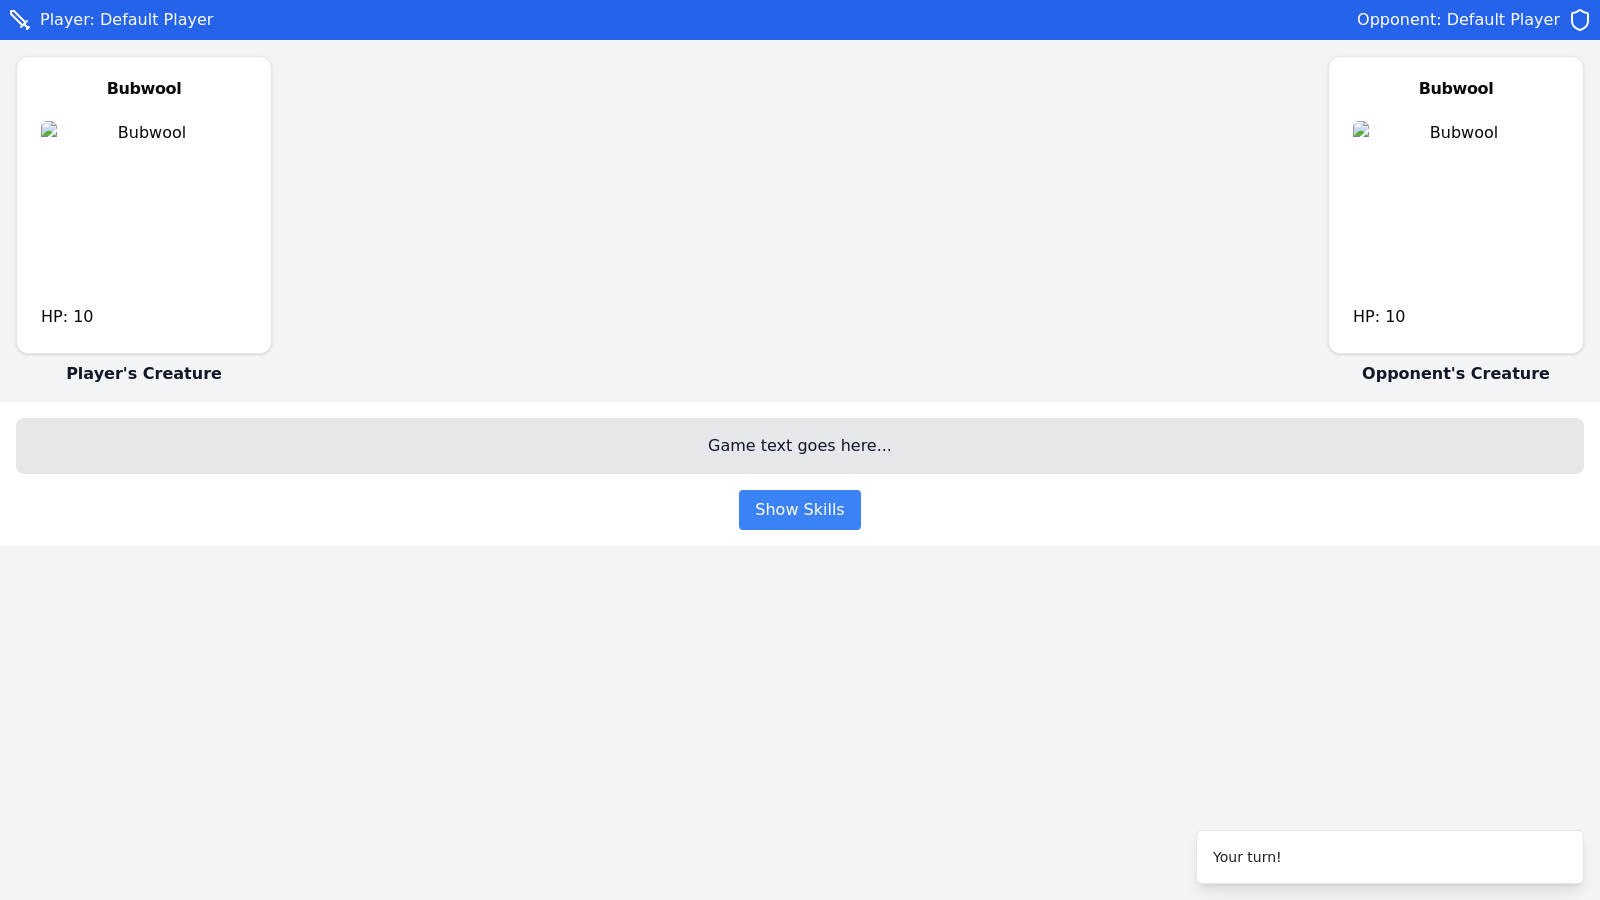 Player: Default Player
Opponent: Default Player
Bubwool
Bubwool
HP: 10
Player's Creature
Bubwool
Bubwool
HP: 10
Opponent's Creature
Game text goes here...
Show Skills
Your turn!